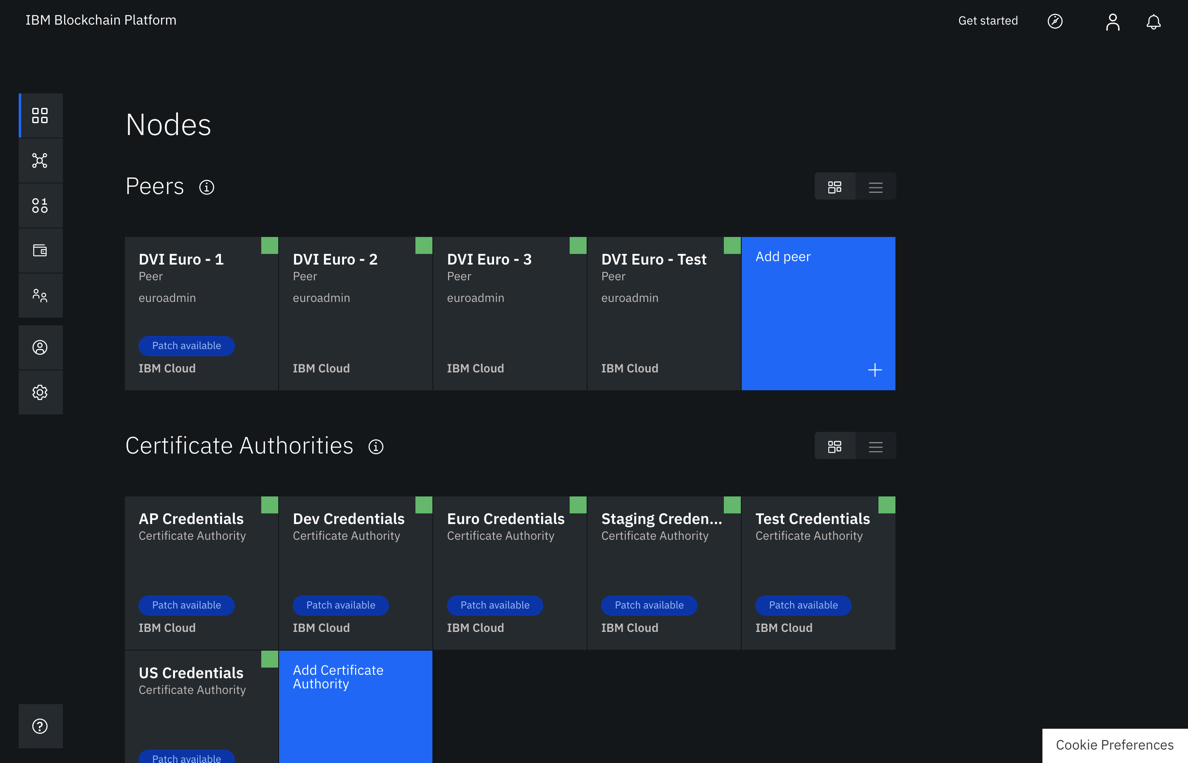 IBM Blockchain Platform
Get started
Nodes
Peers
DVI Euro - 1
Peer
euroadmin
Patch available
IBM Cloud
DVI Euro - 2
Peer
euroadmin
IBM Cloud
DVI Euro - 3
Peer
euroadmin
IBM Cloud
DVI Euro - Test
Peer
euroadmin
IBM Cloud
Add peer
Certificate Authorities
AP Credentials
Certificate Authority
Patch available
IBM Cloud
Dev Credentials
Certificate Authority
Patch available
IBM Cloud
Euro Credentials
Certificate Authority
Patch available
IBM Cloud
Staging Creden...
Certificate Authority
Patch available
IBM Cloud
Test Credentials
Certificate Authority
Patch available
IBM Cloud
US Credentials
Certificate Authority
Patch available
Add Certificate
Authority
Cookie Preferences